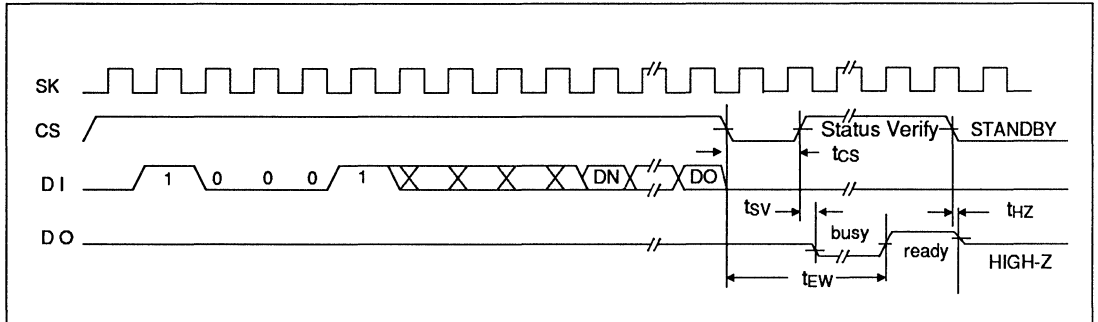 SK
CS
Status Verify
STANDBY
tCS
DI
1 0 0 0 1
DN
DO
tSV
tHZ
DO
busy
ready
HIGH-Z
tEW